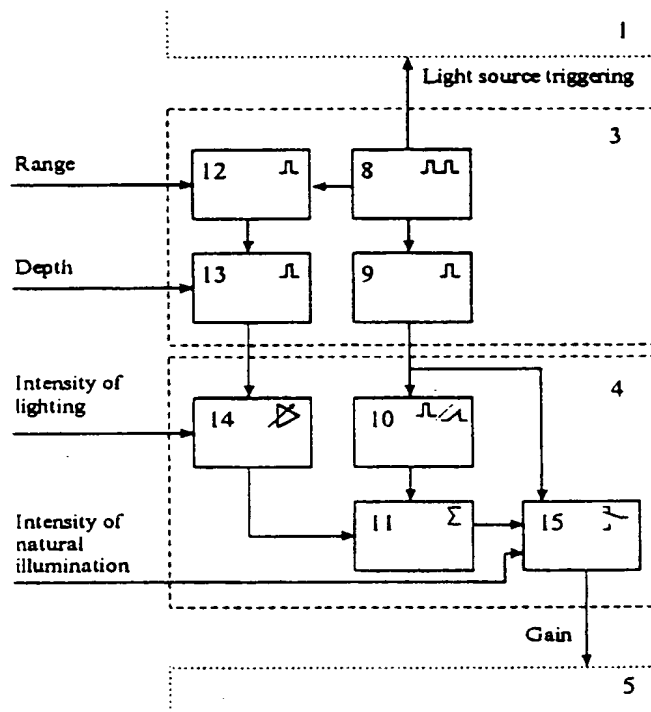 1
Light source triggering
3
Range
12
8
Depth
13
9
Intensity of
lighting
4
14
10
Intensity of
natural
illumination
11
Σ
15
Gain
5